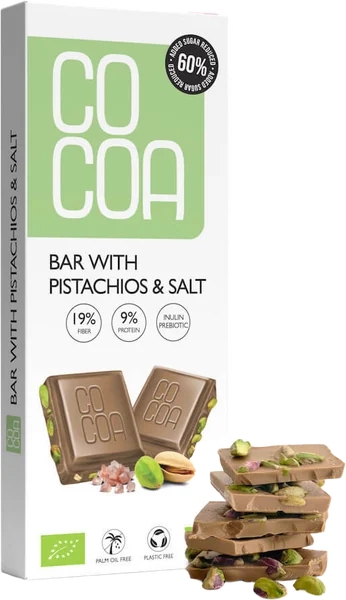 CO
COA
ADDED SUGAR REDUCED • ADDED SUGAR REDUCED •
60%
BAR WITH
PISTACHIOS & SALT
19%
FIBER
9%
PROTEIN
INULIN
PREBIOTIC
CO
COA
CO
COA
PALM OIL FREE
PLASTIC FREE
CO
COA
BAR WITH PISTACHIOS & SALT